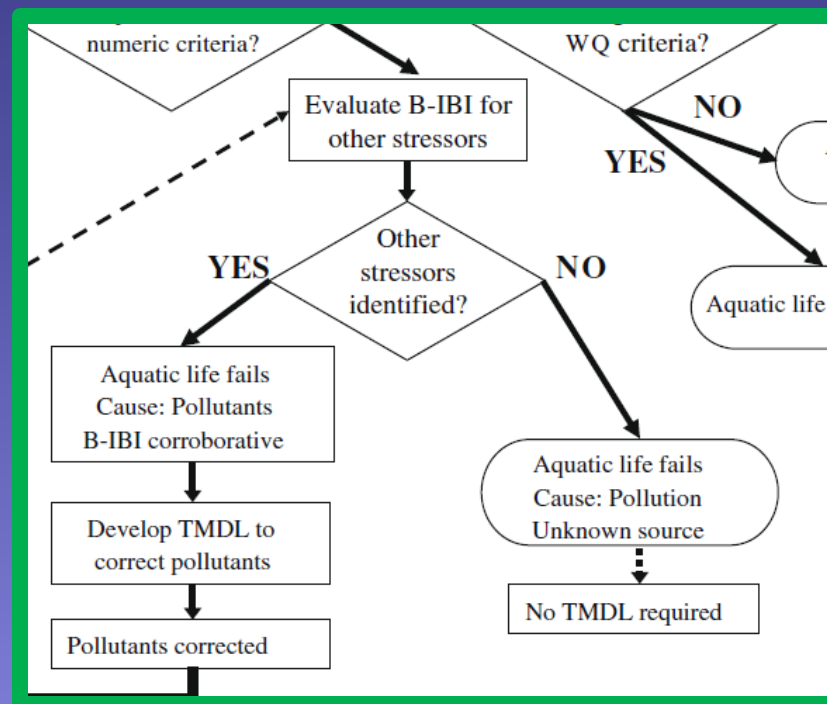 numeric criteria?
WQ criteria?
Evaluate B-IBI for
other stressors
NO
YES
Other
stressors
identified?
YES
NO
Aquatic life
Aquatic life fails
Cause: Pollutants
B-IBI corroborative
Aquatic life fails
Cause: Pollution
Unknown source
Develop TMDL to
correct pollutants
No TMDL required
Pollutants corrected